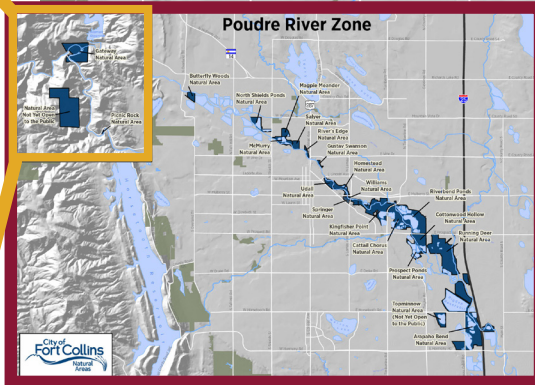 Poudre River Zone
Gateway
Natural Area
Natural Area
Not Yet Open
to the Public
Picnic Rock
Natural Area
Butterfly Woods
Natural Area
North Shields Ponds
Natural Area
Magpie Meander
Natural Area
Salyer
Natural Area
River's Edge
Natural Area
McMurry
Natural Area
Gustav Swanson
Natural Area
Homestead
Natural Area
Udall
Natural Area
Williams
Natural Area
Springer
Natural Area
Riverbend Ponds
Natural Area
Kingfisher Point
Natural Area
Cottonwood Hollow
Natural Area
Cattail Chorus
Natural Area
Running Deer
Natural Area
Prospect Ponds
Natural Area
Topminnow
Natural Area
(Not Yet Open
to the Public)
Arapaho Bend
Natural Area
City of
Fort Collins
Natural
Areas